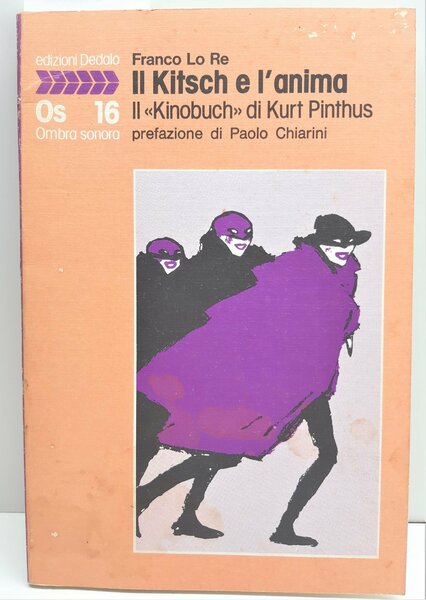 edizioni Dedalo
Os 16
Ombra sonora
Franco Lo Re
Il Kitsch e l'anima
Il «Kinobuch» di Kurt Pinthus
prefazione di Paolo Chiarini